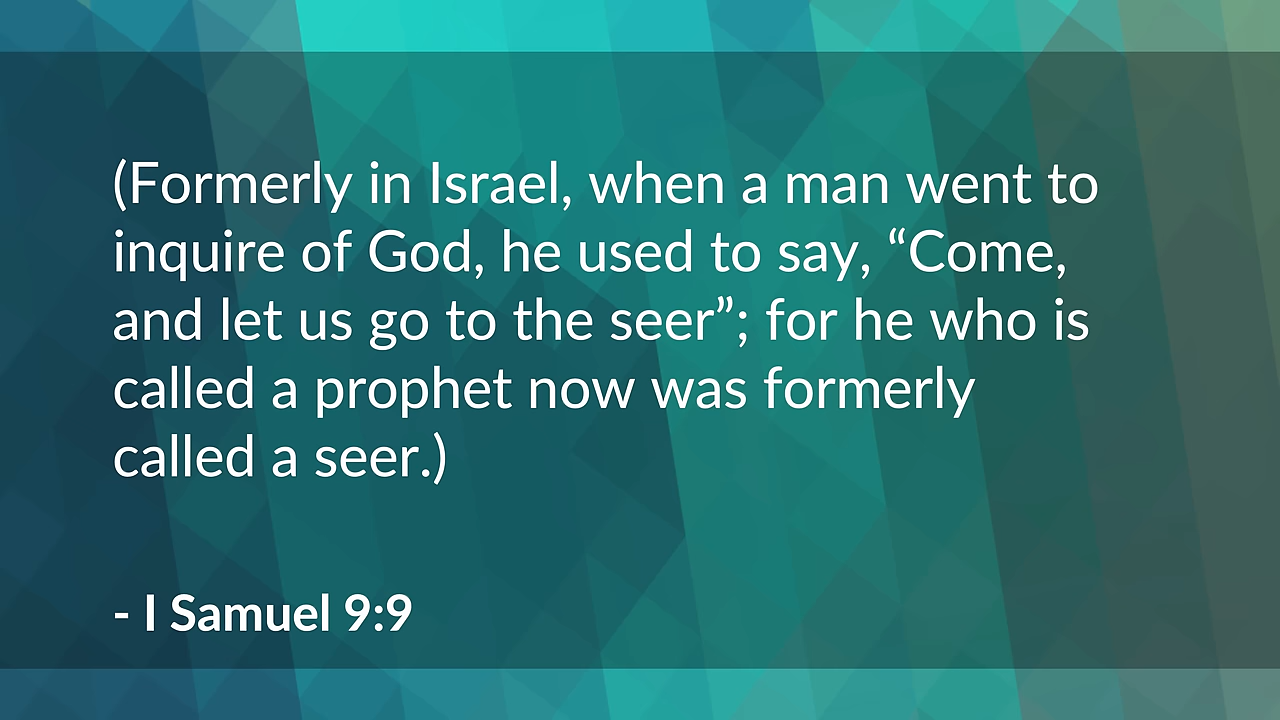 (Formerly in Israel, when a man went to
inquire of God, he used to say, “Come,
and let us go to the seer”; for he who is
called a prophet now was formerly
called a seer.)
- I Samuel 9:9